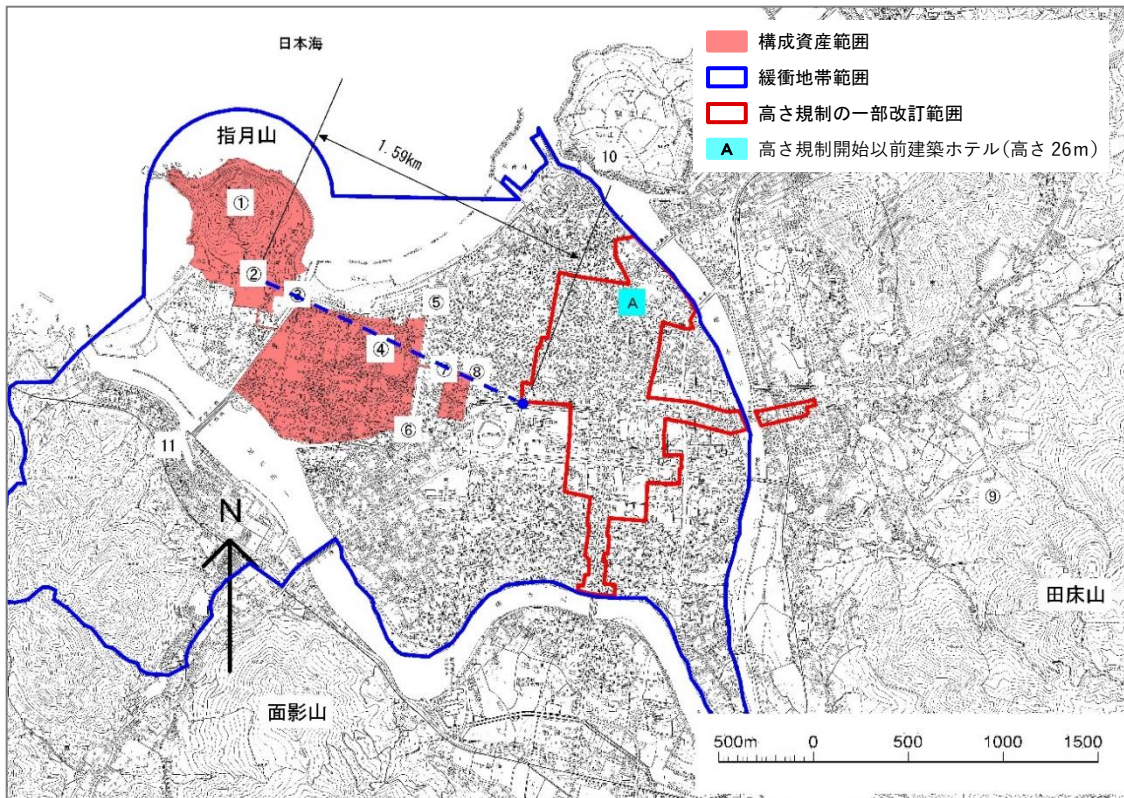 日本海
指月山
1.59km
10
構成資産範囲
緩衝地帯範囲
高さ規制の一部改訂範囲
A 高さ規制開始以前建築ホテル(高さ 26m)
①
②
③
④
⑤
⑥
⑦
⑧
A
11
N
⑨
田床山
面影山
500m 0 500 1000 1500